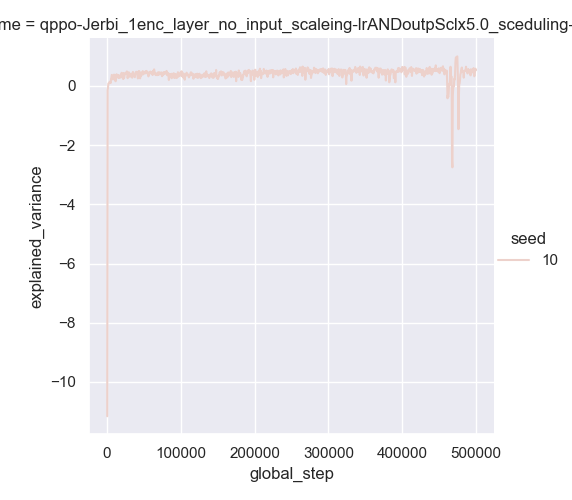 me = qppo-Jerbi_1enc_layer_no_input_scaleing-lrANDoutpSclx5.0_sceduling-
0
−2
−4
−6
−8
−10
explained_variance
0 100000 200000 300000 400000 500000
global_step
seed
10